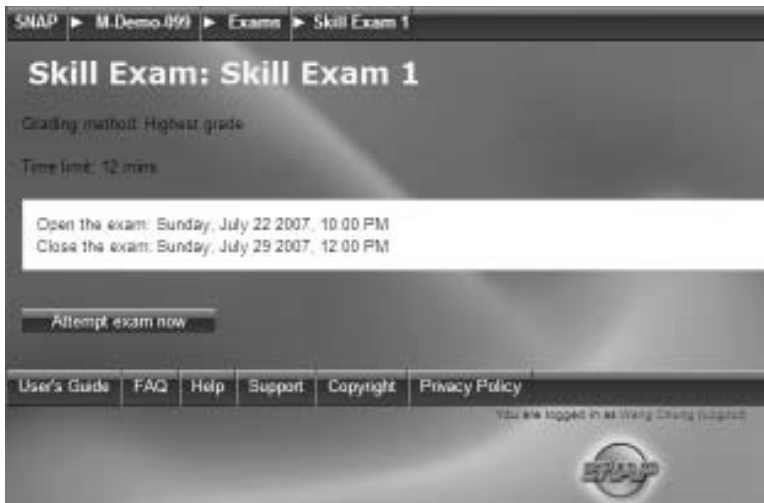 SNAP ► M-Demo-099 ► Exams ► Skill Exam 1
Skill Exam: Skill Exam 1
Grading method: Highest grade
Time limit: 12 mins
Open the exam: Sunday, July 22 2007, 10:00 PM
Close the exam: Sunday, July 29 2007, 12:00 PM
Attempt exam now
User's Guide FAQ Help Support Copyright Privacy Policy
You are logged in as Wang Chung (Logout)
SNAP